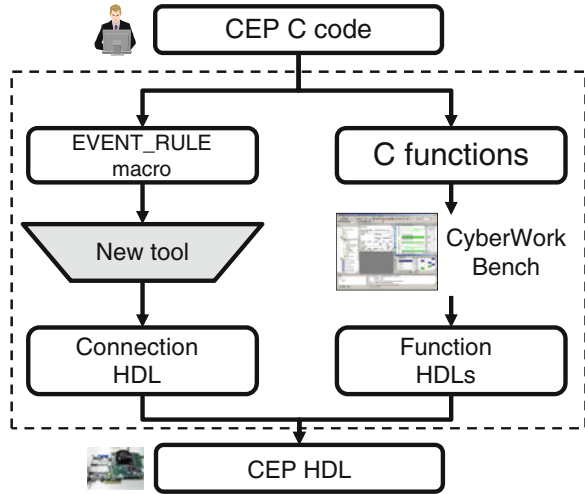 CEP C code
EVENT_RULE
macro
C functions
New tool
CyberWork
Bench
Connection
HDL
Function
HDLs
CEP HDL